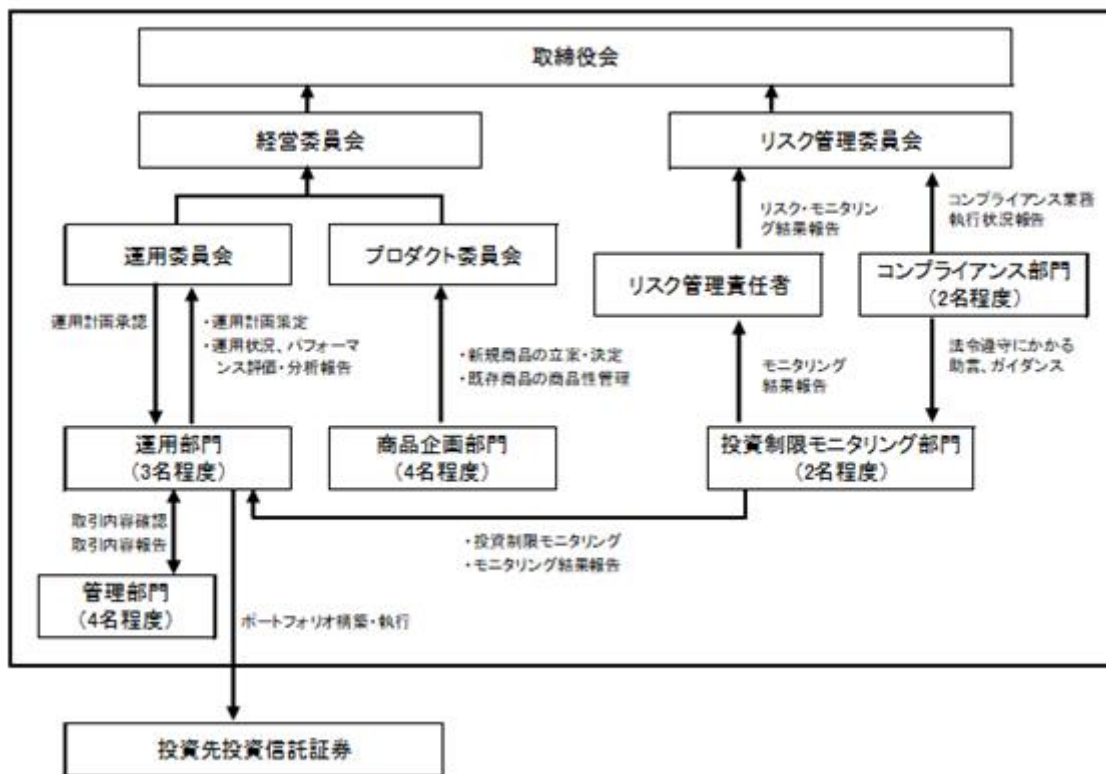 取締役会
経営委員会
リスク管理委員会
リスク・モニタリン
グ結果報告
コンプライアンス業務
執行状況報告
運用委員会
プロダクト委員会
リスク管理責任者
コンプライアンス部門
(2名程度)
運用計画承認
・運用計画策定
・運用状況、パフォーマ
ンス評価・分析報告
・新規商品の立案・決定
・既存商品の商品性管理
モニタリング
結果報告
法令遵守にかかる
助言、ガイダンス
運用部門
(3名程度)
商品企画部門
(4名程度)
投資制限モニタリング部門
(2名程度)
取引内容確認
取引内容報告
・投資制限モニタリング
・モニタリング結果報告
管理部門
(4名程度)
ポートフォリオ構築・執行
投資先投資信託証券